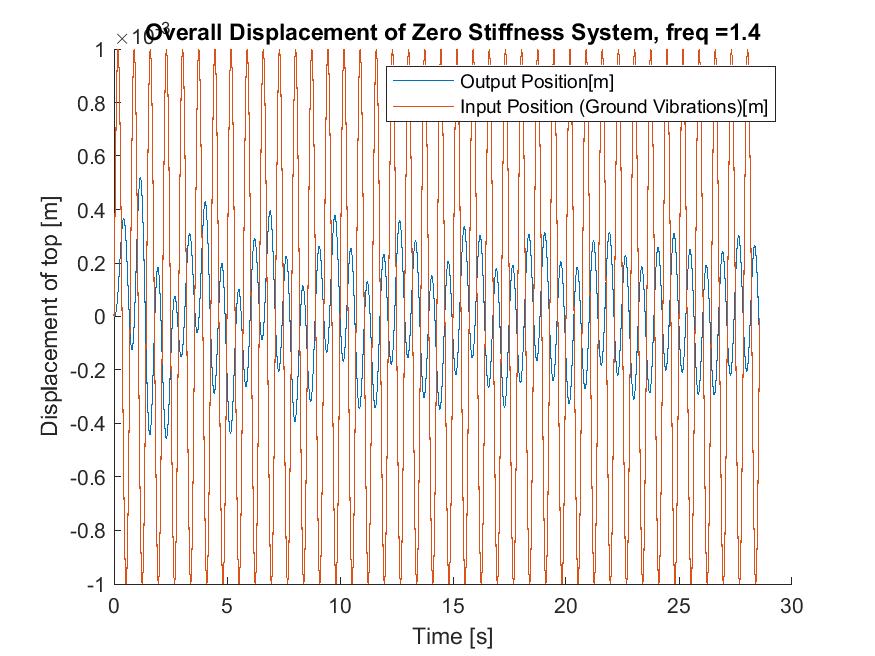 ×10-3
Overall Displacement of Zero Stiffness System, freq =1.4
1
Output Position[m]
Input Position (Ground Vibrations)[m]
0.8
0.6
0.4
0.2
0
-0.2
-0.4
-0.6
-0.8
-1
Displacement of top [m]
0 5 10 15 20 25 30
Time [s]